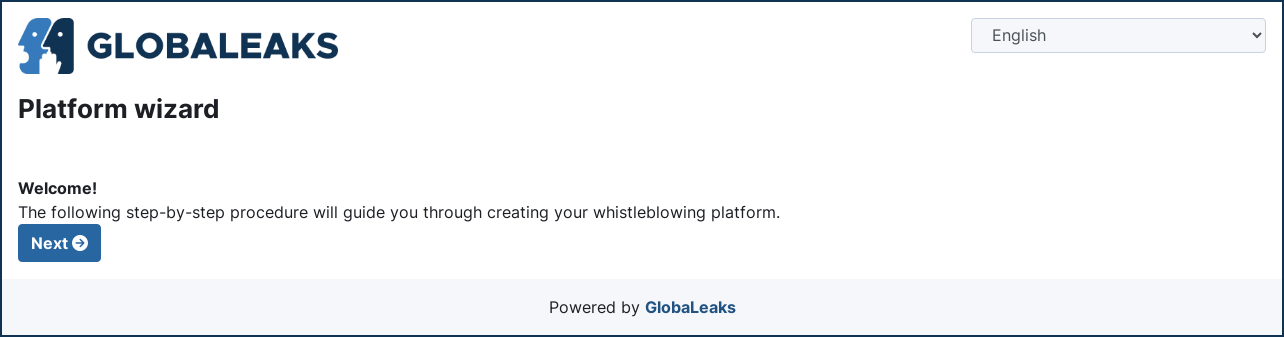 GLOBALEAKS
English
Platform wizard
Welcome!
The following step-by-step procedure will guide you through creating your whistleblowing platform.
Next
Powered by GlobaLeaks